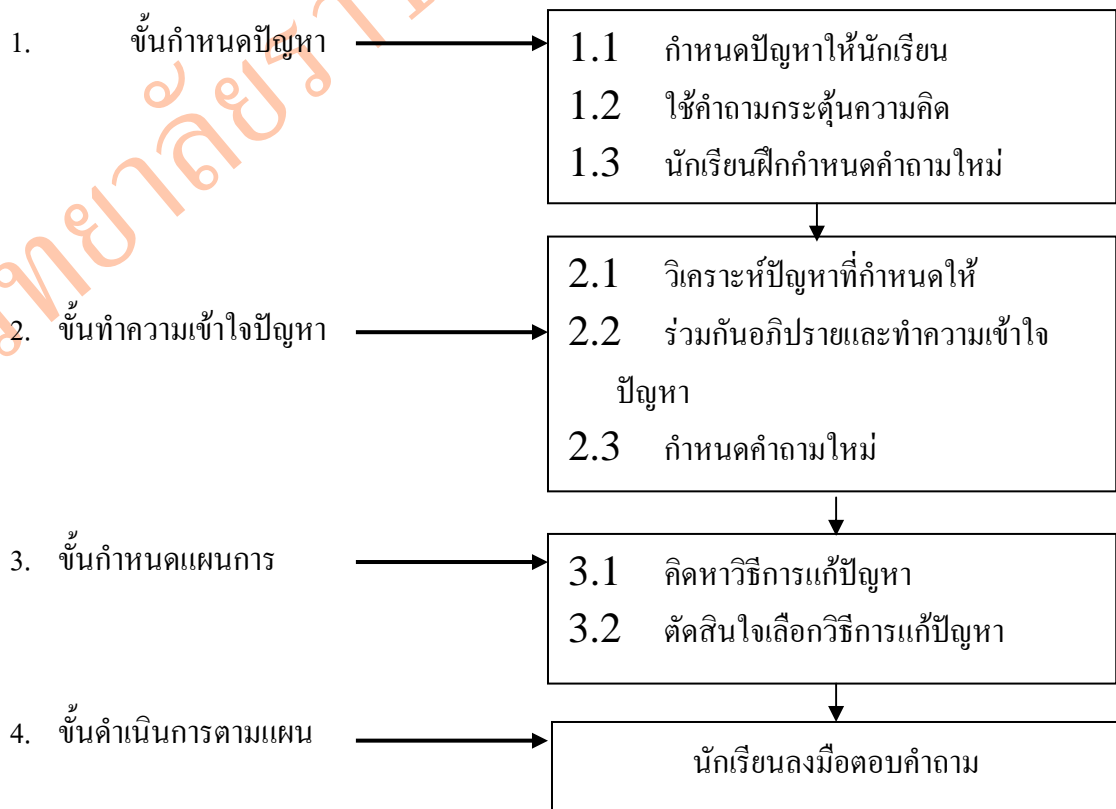 1. ขั้นกำหนดปัญหา
1.1 กำหนดปัญหาให้นักเรียน
1.2 ใช้คำถามกระตุ้นความคิด
1.3 นักเรียนฝึกกำหนดคำถามใหม่
2. ขั้นทำความเข้าใจปัญหา
2.1 วิเคราะห์ปัญหาที่กำหนดให้
2.2 ร่วมกันอภิปรายและทำความเข้าใจ
ปัญหา
2.3 กำหนดคำถามใหม่
3. ขั้นกำหนดแผนการ
3.1 คิดหาวิธีการแก้ปัญหา
3.2 ตัดสินใจเลือกวิธีการแก้ปัญหา
4. ขั้นดำเนินการตามแผน
นักเรียนลงมือตอบคำถาม